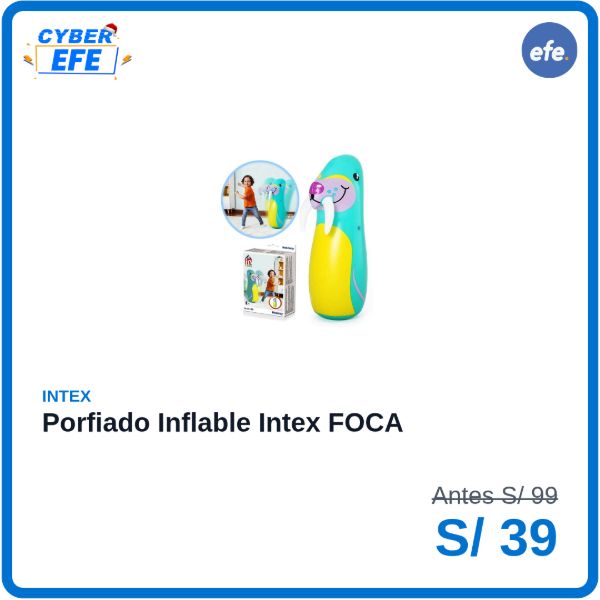 CYBER
EFE
efe.
INTEX
Porfiado Inflable Intex FOCA
Antes S/ 99
S/ 39